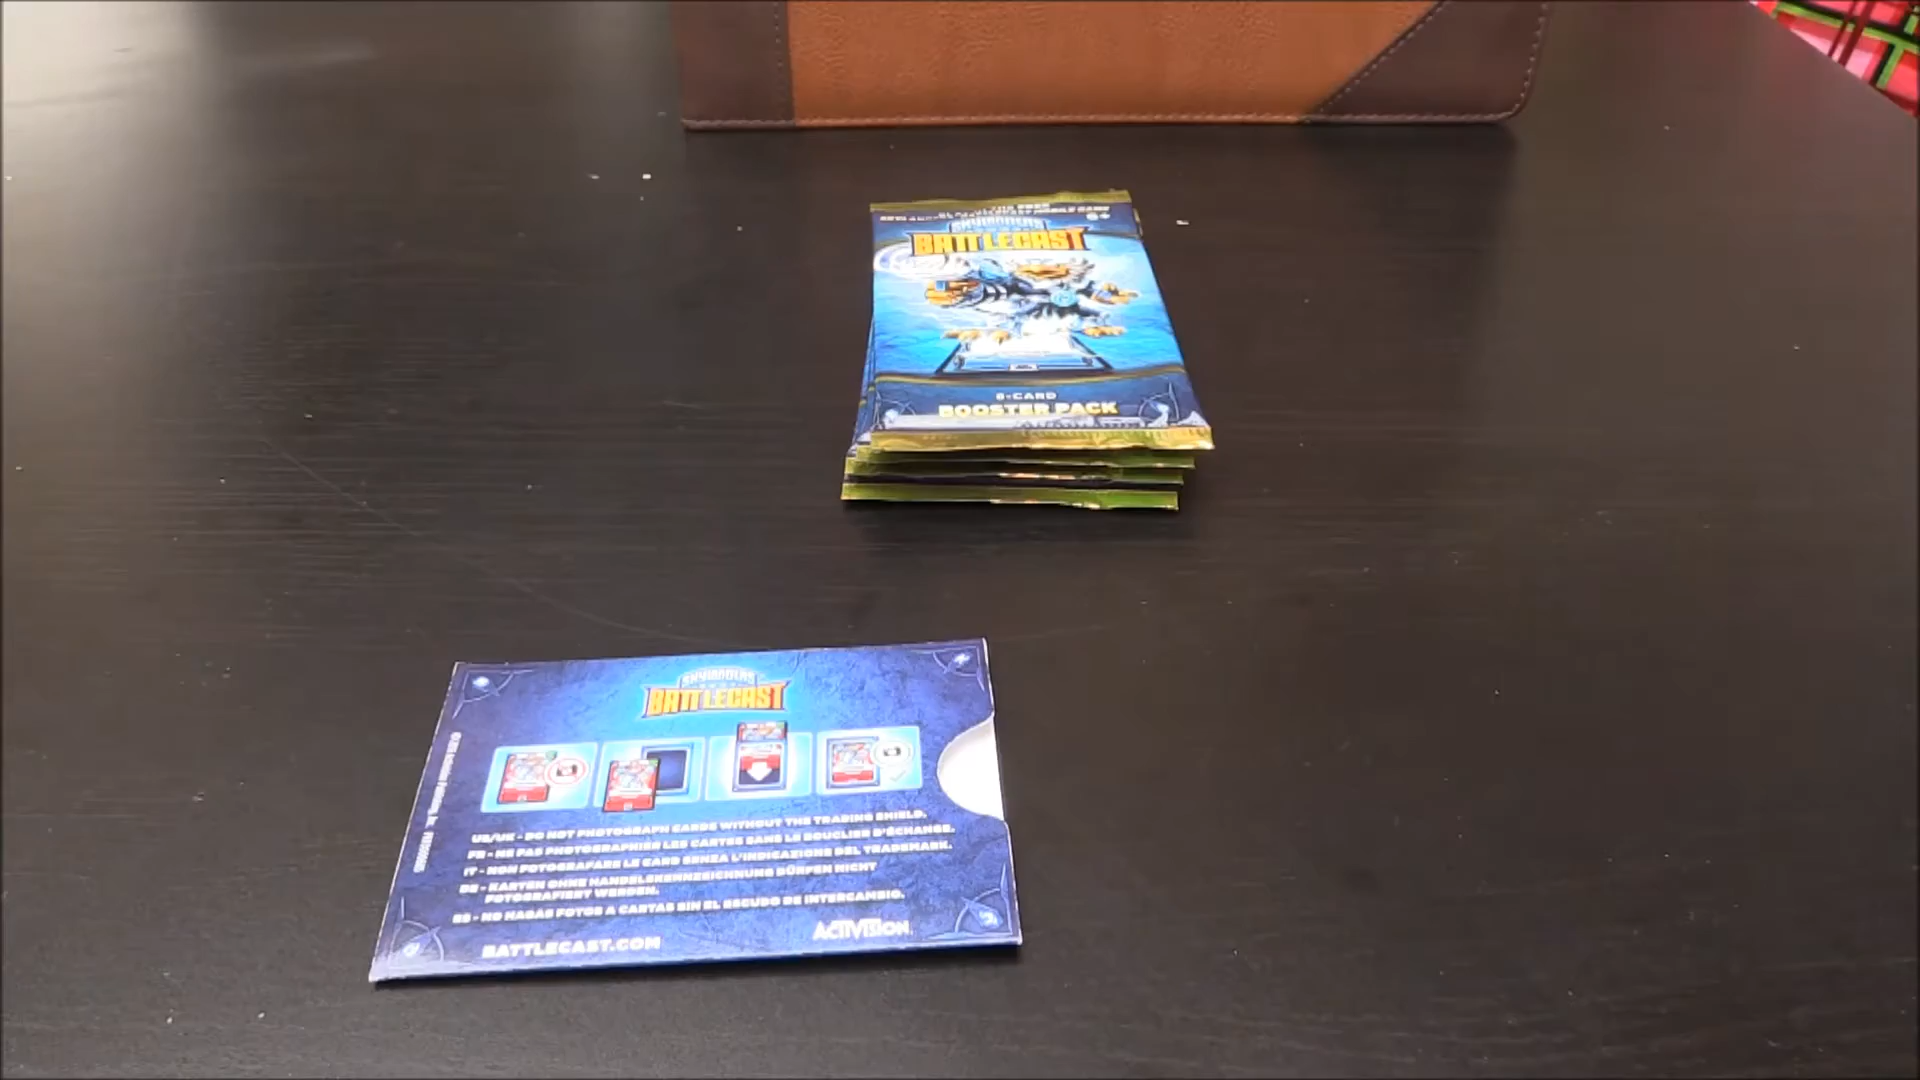 SKYLANDERS
BATTLECAST
8-CARD
BOOSTER PACK
SKYLANDERS
BATTLECAST
US/UK - DO NOT PHOTOGRAPH CARDS WITHOUT THE TRADING SHIELD.
FR - NE PAS PHOTOGRAPHIER LES CARTES SANS LE BOUCLIER D'ÉCHANGE.
IT - NON FOTOGRAFARE LE CARD SENZA L'INDICAZIONE DEL TRADEMARK.
DE - KARTEN OHNE HANDELSKENNZEICHNUNG DÜRFEN NICHT
FOTOGRAFIERT WERDEN.
ES - NO HAGAS FOTOS A CARTAS SIN EL ESCUDO DE INTERCAMBIO.
BATTLECAST.COM
ACTIVISION